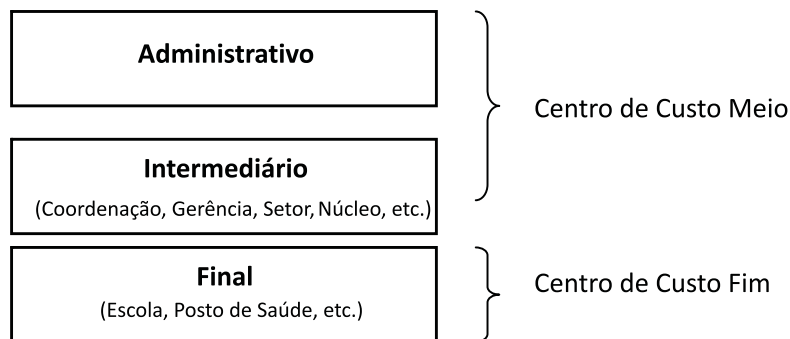 Administrativo
Centro de Custo Meio
Intermediário
(Coordenação, Gerência, Setor, Núcleo, etc.)
Final
(Escola, Posto de Saúde, etc.)
Centro de Custo Fim